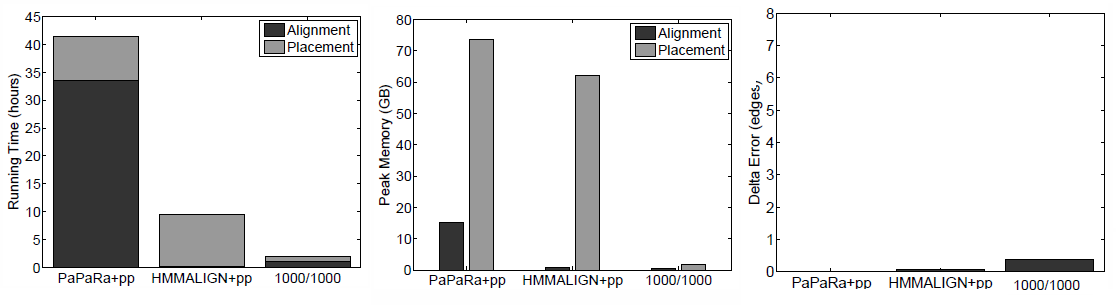 45
40
35
30
25
20
15
10
5
0
Running Time (hours)
Alignment
Placement
PaPaRa+pp HMMALIGN+pp 1000/1000
80
70
60
50
40
30
20
10
0
Peak Memory (GB)
Alignment
Placement
PaPaRa+pp HMMALIGN+pp 1000/1000
8
7
6
5
4
3
2
1
0
Delta Error (edges)
PaPaRa+pp HMMALIGN+pp 1000/1000